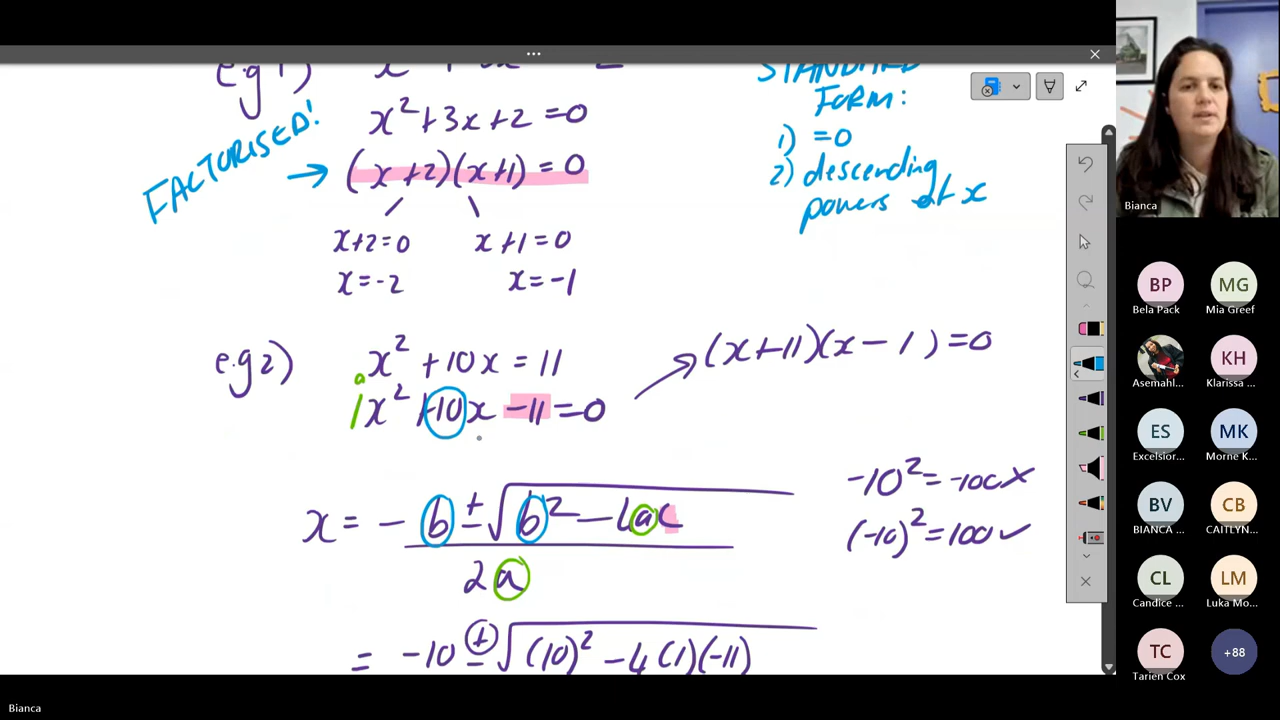 e.g 1)
STANDARD
FORM:
1) =0
2) descending
powers of x
x²+3x+2=0
FACTORISED!
→ (x+2)(x+1)=0
x+2=0 x+1=0
x=-2 x=-1
e.g 2) x²+10x=11
a
1x²+10x-11=0
(x+11)(x-1)=0
x = -b±√b²-4ac
2a
-10²=-100✗
(-10)²=100✓
= -10±√(10)²-4(1)(-11)
Bianca
BP MG
Bela Pack Mia Greef
KH
Asemahl... Klarissa ...
ES MK
Excelsior... Morne K...
BV CB
BIANCA ... CAITLYN...
CL LM
Candice ... Luka Mo...
TC +88
Tarien Cox
Bianca